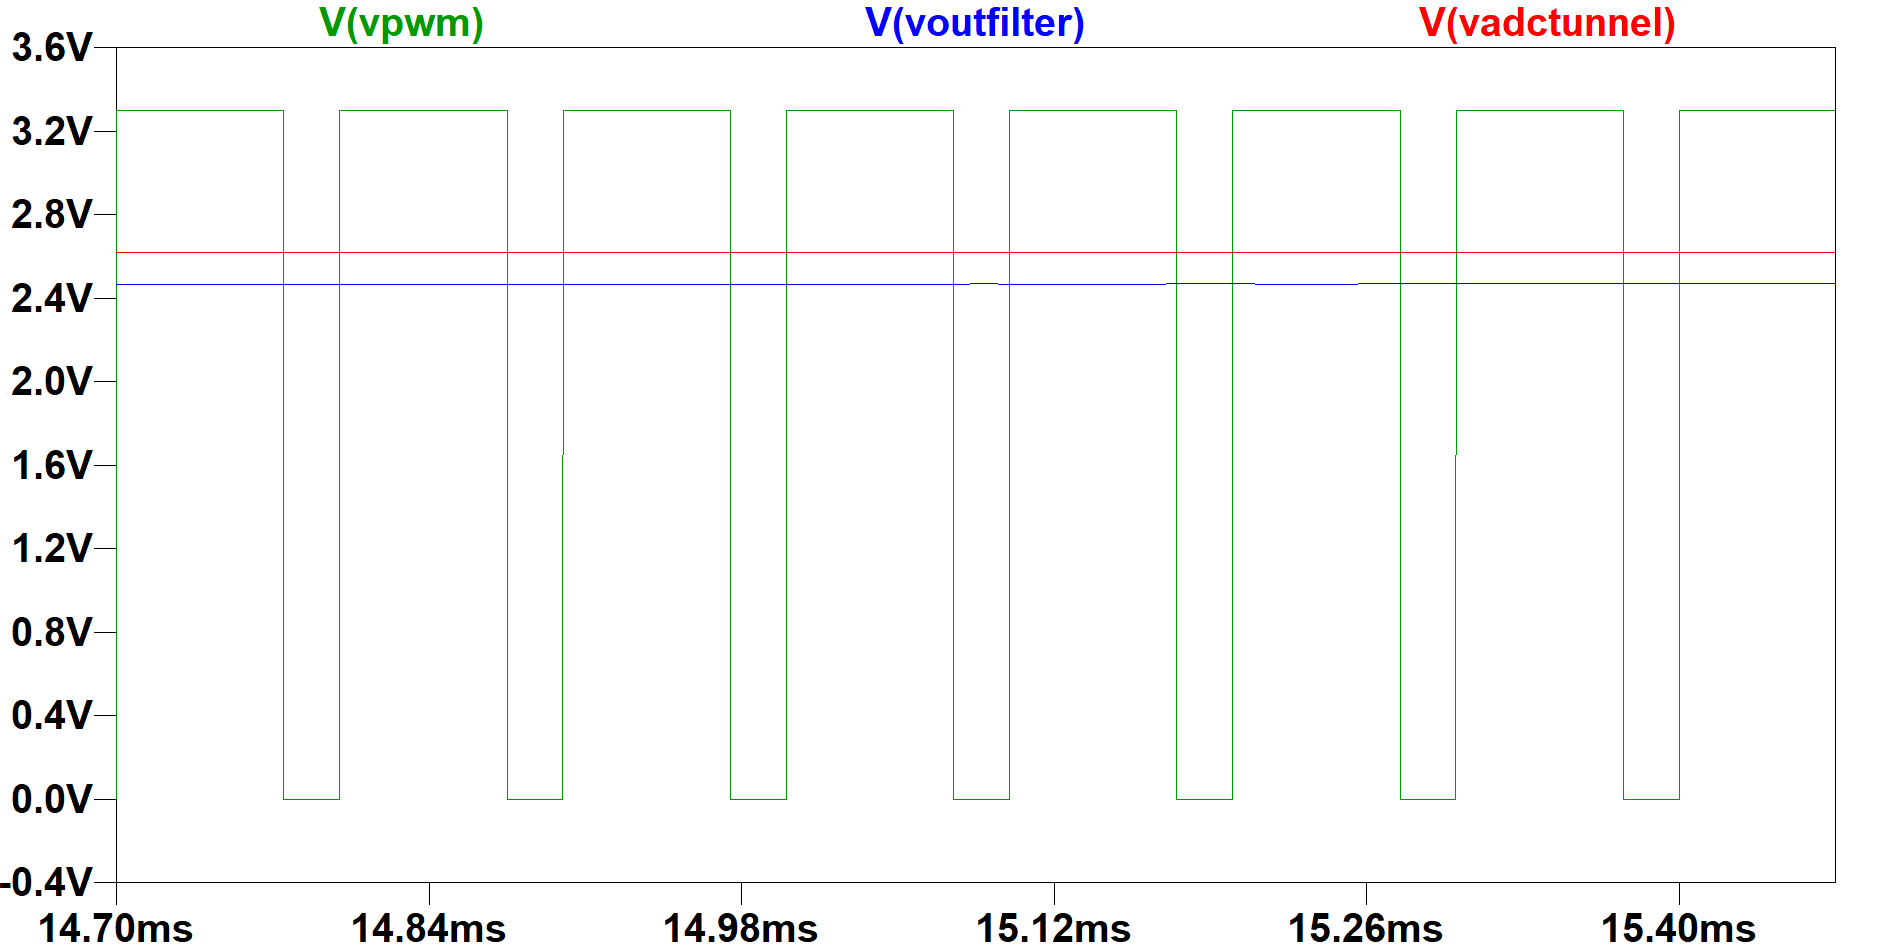 V(vpwm) V(voutfilter) V(vadctunnel)
3.6V
3.2V
2.8V
2.4V
2.0V
1.6V
1.2V
0.8V
0.4V
0.0V
-0.4V
14.70ms 14.84ms 14.98ms 15.12ms 15.26ms 15.40ms